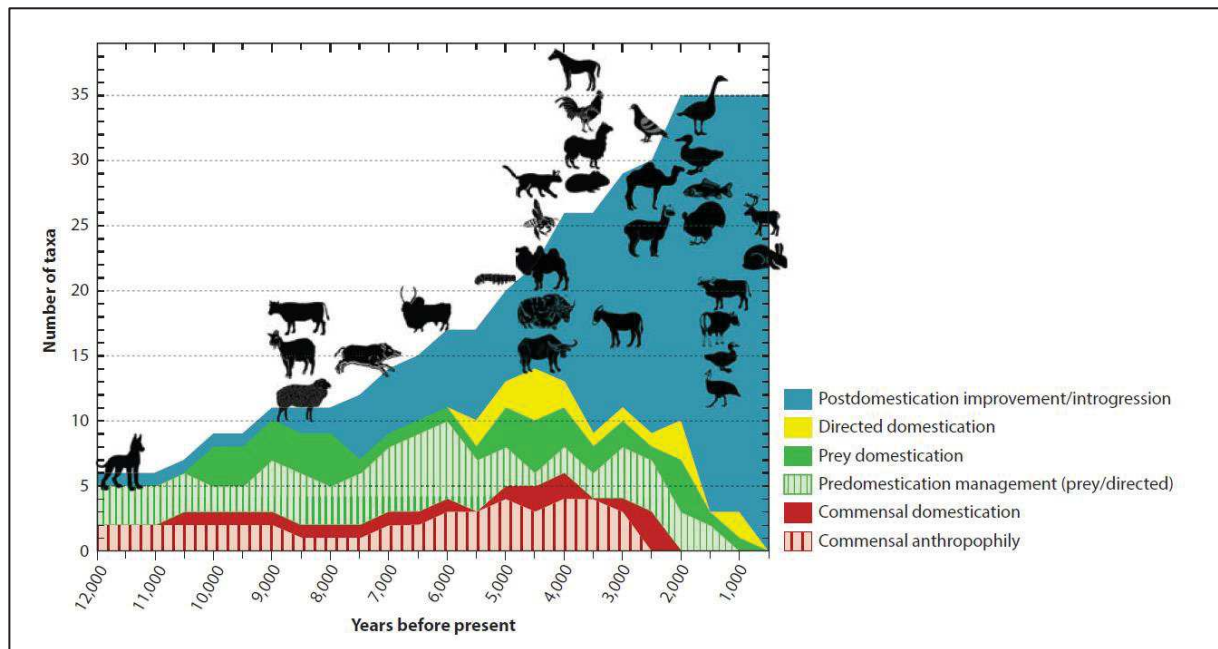 35
30
25
20
15
10
5
0
Number of taxa
12,000
11,000
10,000
9,000
8,000
7,000
6,000
5,000
4,000
3,000
2,000
1,000
Years before present
Postdomestication improvement/introgression
Directed domestication
Prey domestication
Predomestication management (prey/directed)
Commensal domestication
Commensal anthropophily